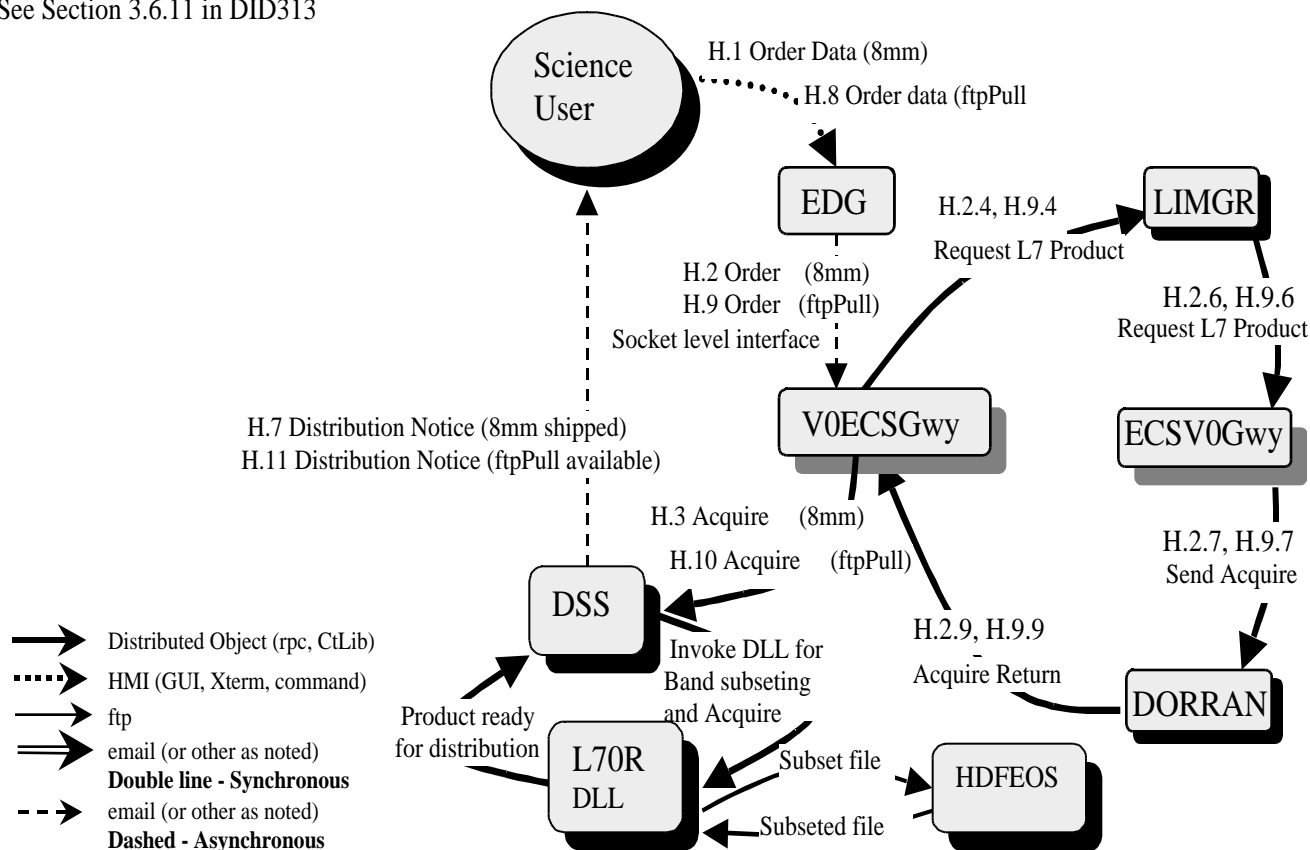 See Section 3.6.11 in DID313
Science
User
H.1 Order Data (8mm)
H.8 Order data (ftpPull
EDG
H.2 Order (8mm)
H.9 Order (ftpPull)
Socket level interface
H.2.4, H.9.4
Request L7 Product
LIMGR
H.2.6, H.9.6
Request L7 Product
V0ECSGwy
ECSV0Gwy
H.7 Distribution Notice (8mm shipped)
H.11 Distribution Notice (ftpPull available)
H.3 Acquire (8mm)
H.10 Acquire (ftpPull)
H.2.7, H.9.7
Send Acquire
DSS
H.2.9, H.9.9
Acquire Return
DORRAN
Invoke DLL for
Band subseting
and Acquire
Product ready
for distribution
L70R
DLL
Subset file
HDFEOS
Subseted file
Distributed Object (rpc, CtLib)
HMI (GUI, Xterm, command)
ftp
email (or other as noted)
Double line - Synchronous
email (or other as noted)
Dashed - Asynchronous